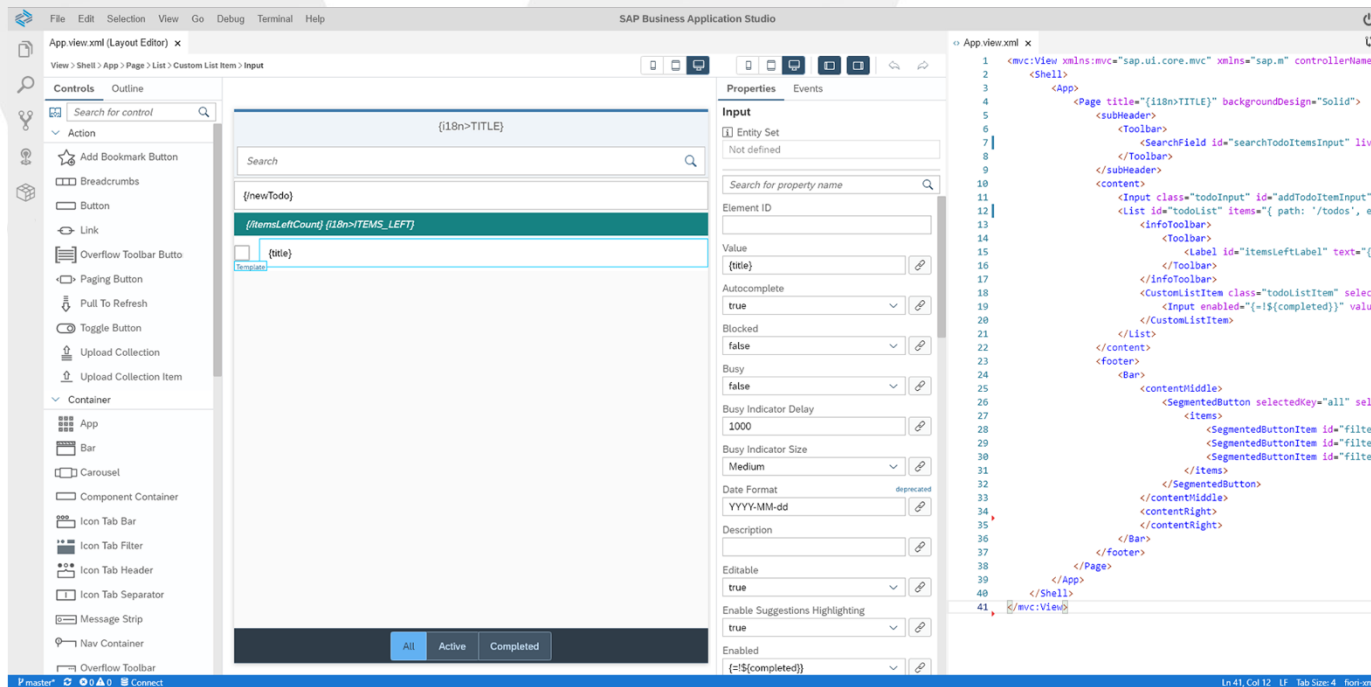 File Edit Selection View Go Debug Terminal Help
SAP Business Application Studio
App.view.xml (Layout Editor) x
View > Shell > App > Page > List > Custom List Item > Input
Controls Outline
Search for control
Action
Add Bookmark Button
Breadcrumbs
Button
Link
Overflow Toolbar Butto
Paging Button
Pull To Refresh
Toggle Button
Upload Collection
Upload Collection Item
Container
App
Bar
Carousel
Component Container
Icon Tab Bar
Icon Tab Filter
Icon Tab Header
Icon Tab Separator
Message Strip
Nav Container
Overflow Toolbar
{i18n>TITLE}
Search
{/newTodo}
{/itemsLeftCount} {i18n>ITEMS_LEFT}
{title}
Template
All Active Completed
Properties Events
Input
Entity Set
Not defined
Search for property name
Element ID
Value
{title}
Autocomplete
true
Blocked
false
Busy
false
Busy Indicator Delay
1000
Busy Indicator Size
Medium
Date Format deprecated
YYYY-MM-dd
Description
Editable
true
Enable Suggestions Highlighting
true
Enabled
{=!${completed}}
App.view.xml x
1 <mvc:View xmlns:mvc="sap.ui.core.mvc" xmlns="sap.m" controllerName
2 <Shell>
3 <App>
4 <Page title="{i18n>TITLE}" backgroundDesign="Solid">
5 <subHeader>
6 <Toolbar>
7 <SearchField id="searchTodoItemsInput" liv
8 </Toolbar>
9 </subHeader>
10 <content>
11 <Input class="todoInput" id="addTodoItemInput"
12 <List id="todoList" items="{ path: '/todos', e
13 <infoToolbar>
14 <Toolbar>
15 <Label id="itemsLeftLabel" text="{
16 </Toolbar>
17 </infoToolbar>
18 <CustomListItem class="todoListItem" selec
19 <Input enabled="{=!${completed}}" valu
20 </CustomListItem>
21 </List>
22 </content>
23 <footer>
24 <Bar>
25 <contentMiddle>
26 <SegmentedButton selectedKey="all" sel
27 <items>
28 <SegmentedButtonItem id="filte
29 <SegmentedButtonItem id="filte
30 <SegmentedButtonItem id="filte
31 </items>
32 </SegmentedButton>
33 </contentMiddle>
34 <contentRight>
35 </contentRight>
36 </Bar>
37 </footer>
38 </Page>
39 </App>
40 </Shell>
41 </mvc:View>
master* 0 0 Connect
Ln 41, Col 12 LF Tab Size: 4 fiori-xm